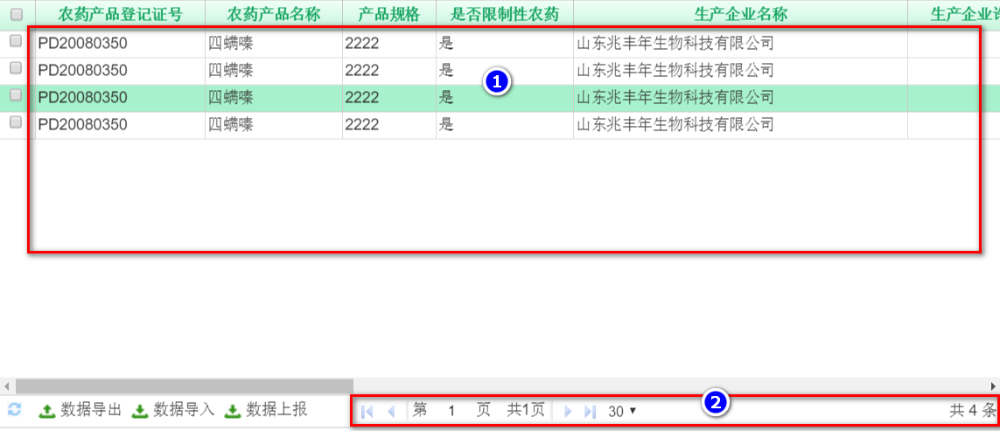 农药产品登记证号 农药产品名称 产品规格 是否限制性农药 生产企业名称 生产企业许
PD20080350 四螨嗪 2222 是 山东兆丰年生物科技有限公司
PD20080350 四螨嗪 2222 是 山东兆丰年生物科技有限公司
1
PD20080350 四螨嗪 2222 是 山东兆丰年生物科技有限公司
PD20080350 四螨嗪 2222 是 山东兆丰年生物科技有限公司
2
数据导出 数据导入 数据上报 第 1 页 共1页 30 共 4 条